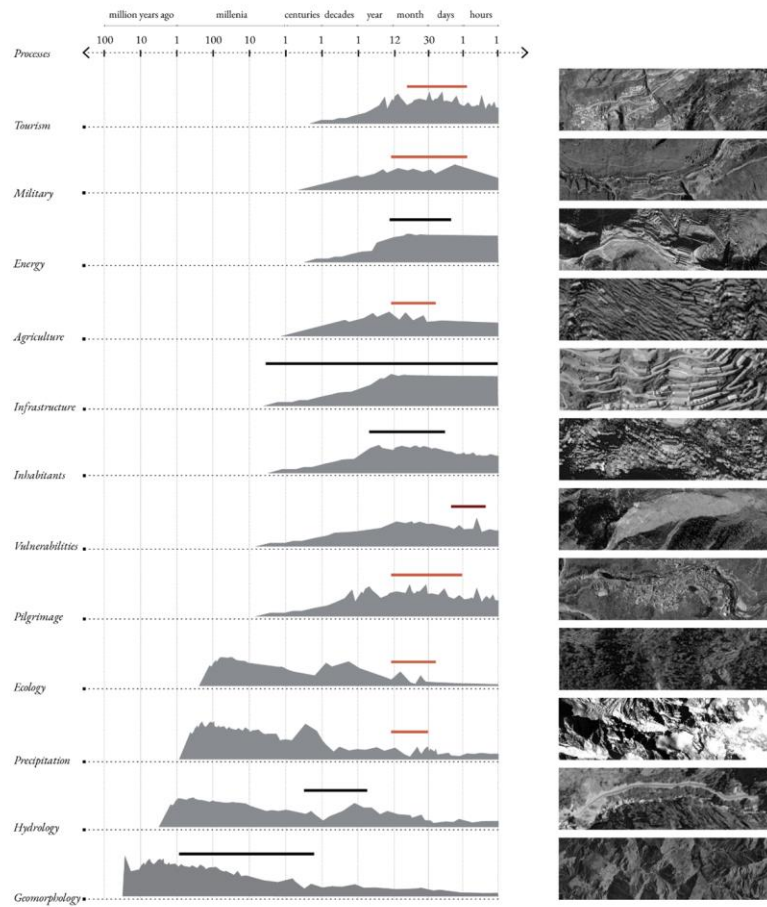 million years ago millenia centuries decades year month days hours
100 10 1 100 10 1 1 1 12 30 1 1
Processes
Tourism
Military
Energy
Agriculture
Infrastructure
Inhabitants
Vulnerabilities
Pilgrimage
Ecology
Precipitation
Hydrology
Geomorphology